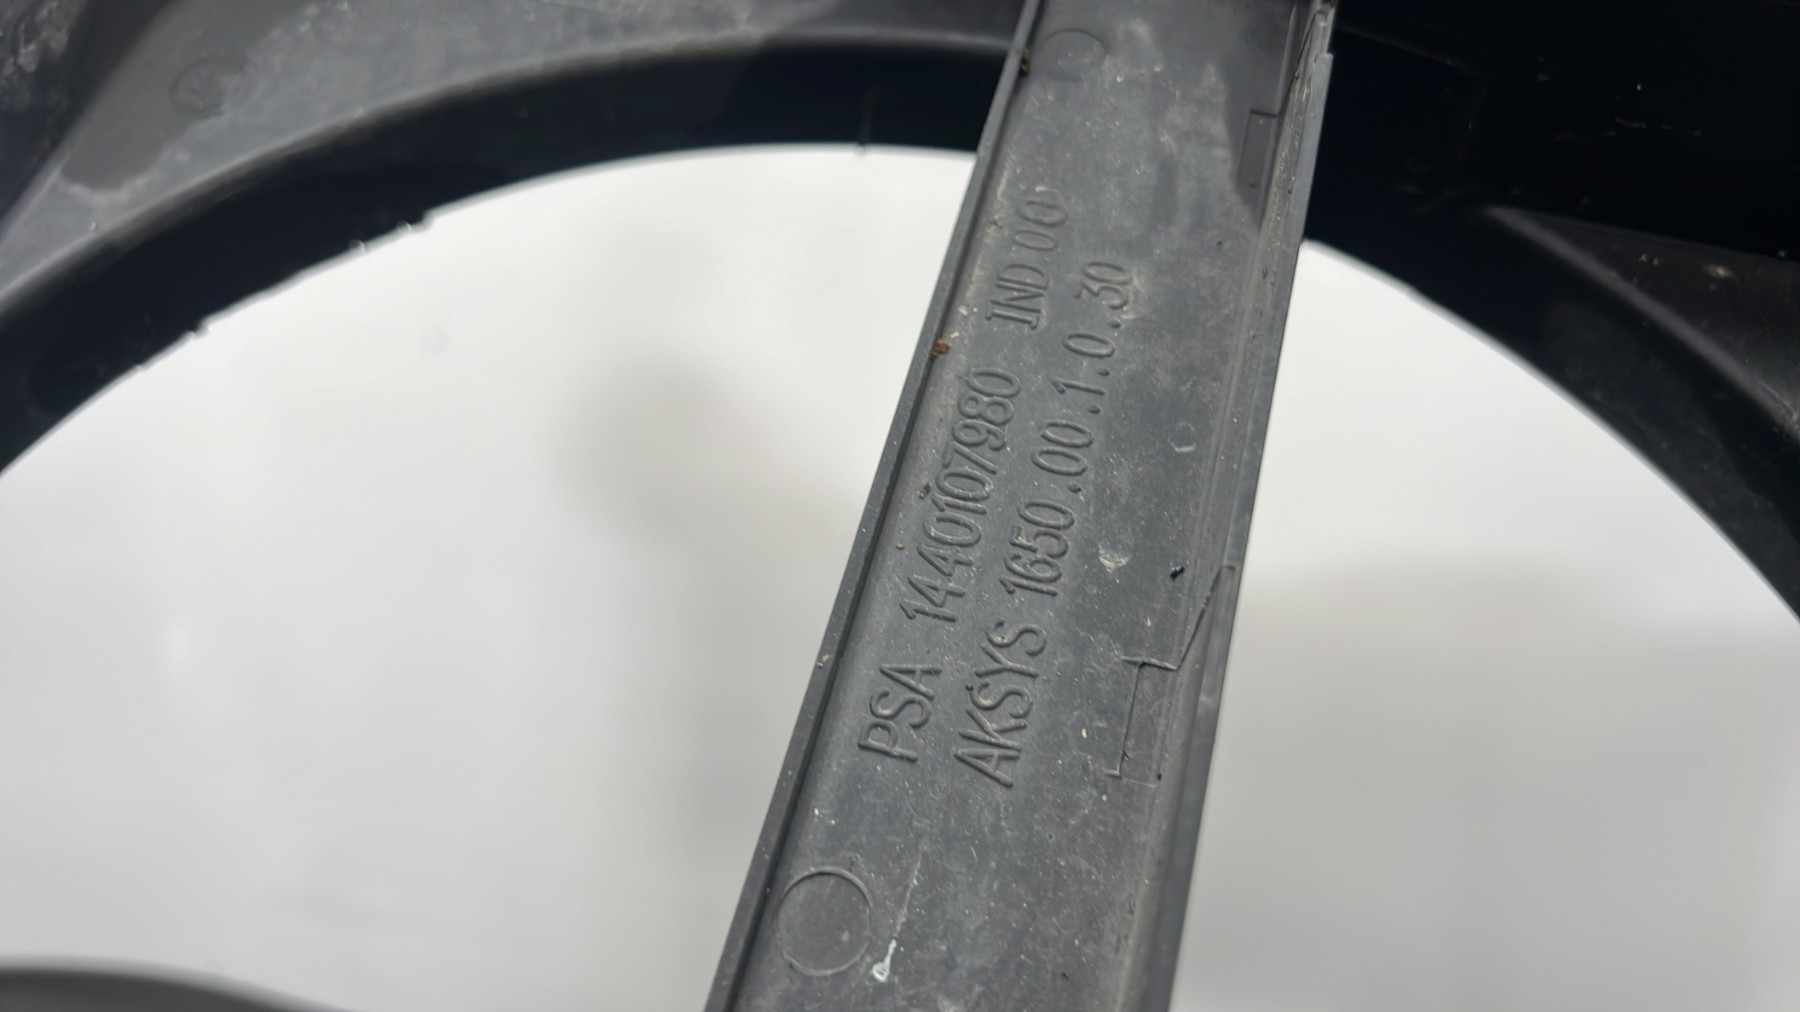 PSA 1440107980 IND 00
AKSYS 1650.00.1.0.30